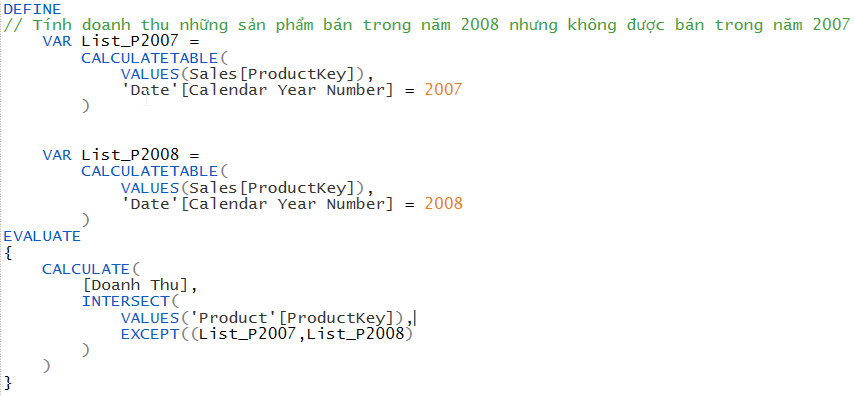 DEFINE
// Tính doanh thu những sản phẩm bán trong năm 2008 nhưng không được bán trong năm 2007
VAR List_P2007 =
CALCULATETABLE(
VALUES(Sales[ProductKey]),
'Date'[Calendar Year Number] = 2007
)
VAR List_P2008 =
CALCULATETABLE(
VALUES(Sales[ProductKey]),
'Date'[Calendar Year Number] = 2008
)
EVALUATE
{
CALCULATE(
[Doanh Thu],
INTERSECT(
VALUES('Product'[ProductKey]),
EXCEPT((List_P2007,List_P2008)
)
)
}